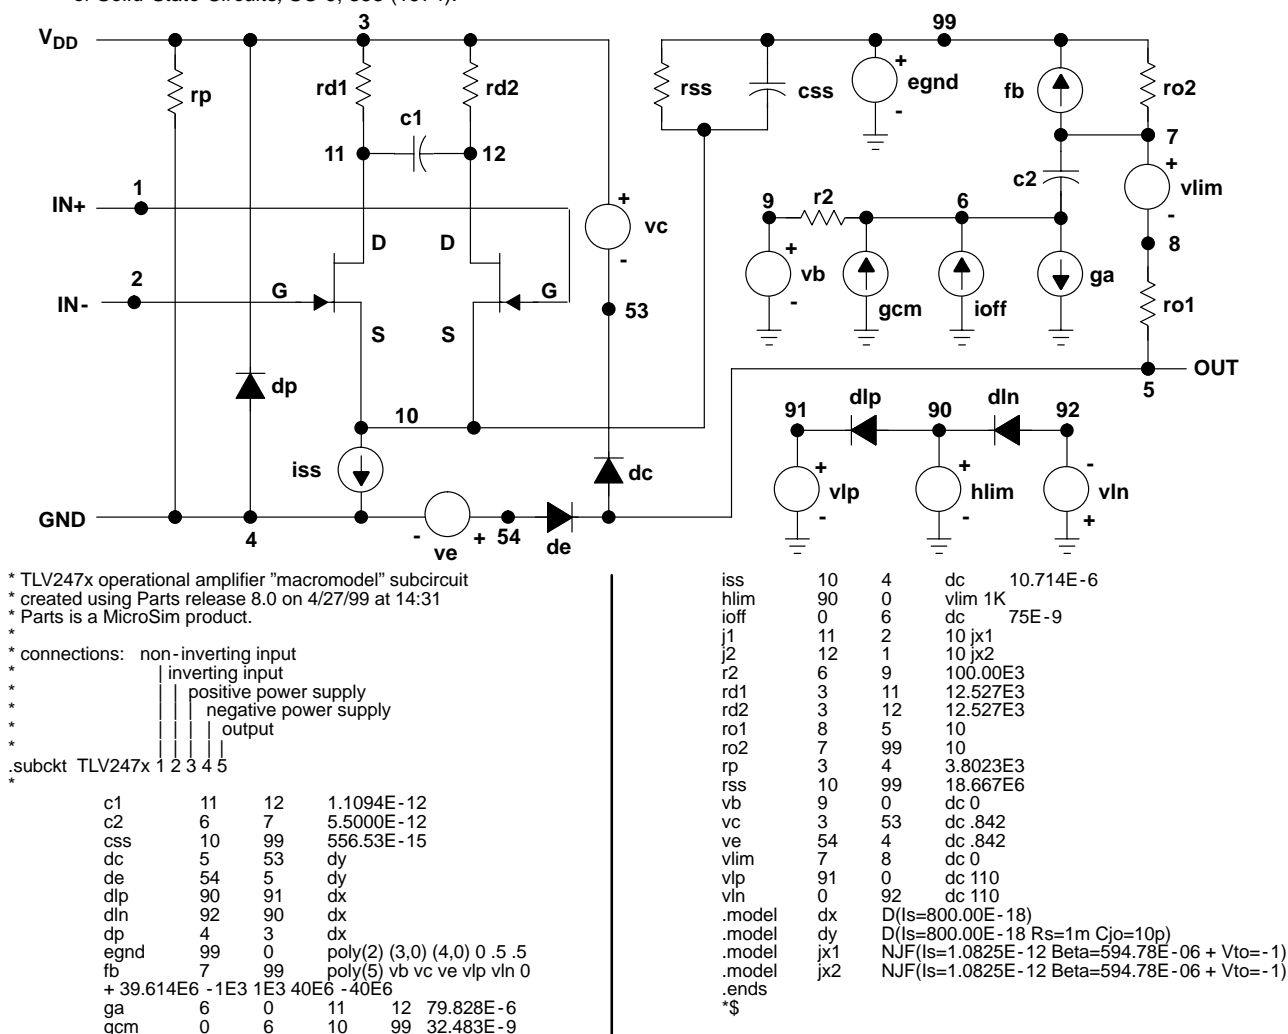 3
99
VDD
rp
rd1
rd2
c1
11
12
rss
css
+
egnd
-
fb
ro2
7
c2
+
vlim
-
8
1
IN+
2
IN-
D
D
G
G
S
S
+
vc
-
53
9
r2
6
+
vb
-
gcm
ioff
ga
ro1
OUT
5
dp
10
iss
dc
91
dlp
90
dln
92
+
vlp
-
+
hlim
-
-
vln
+
GND
4
-
ve
+
54
de
* TLV247x operational amplifier ”macromodel” subcircuit
* created using Parts release 8.0 on 4/27/99 at 14:31
* Parts is a MicroSim product.
*
* connections: non-inverting input
* | inverting input
* | | positive power supply
* | | | negative power supply
* | | | | output
* | | | | |
.subckt TLV247x 1 2 3 4 5
*
c1 11 12 1.1094E-12
c2 6 7 5.5000E-12
css 10 99 556.53E-15
dc 5 53 dy
de 54 5 dy
dlp 90 91 dx
dln 92 90 dx
dp 4 3 dx
egnd 99 0 poly(2) (3,0) (4,0) 0 .5 .5
fb 7 99 poly(5) vb vc ve vlp vln 0
+ 39.614E6 -1E3 1E3 40E6 -40E6
ga 6 0 11 12 79.828E-6
gcm 0 6 10 99 32.483E-9
iss 10 4 dc 10.714E-6
hlim 90 0 vlim 1K
ioff 0 6 dc 75E-9
j1 11 2 10 jx1
j2 12 1 10 jx2
r2 6 9 100.00E3
rd1 3 11 12.527E3
rd2 3 12 12.527E3
ro1 8 5 10
ro2 7 99 10
rp 3 4 3.8023E3
rss 10 99 18.667E6
vb 9 0 dc 0
vc 3 53 dc .842
ve 54 4 dc .842
vlim 7 8 dc 0
vlp 91 0 dc 110
vln 0 92 dc 110
.model dx D(Is=800.00E-18)
.model dy D(Is=800.00E-18 Rs=1m Cjo=10p)
.model jx1 NJF(Is=1.0825E-12 Beta=594.78E-06 + Vto=-1)
.model jx2 NJF(Is=1.0825E-12 Beta=594.78E-06 + Vto=-1)
.ends
*$